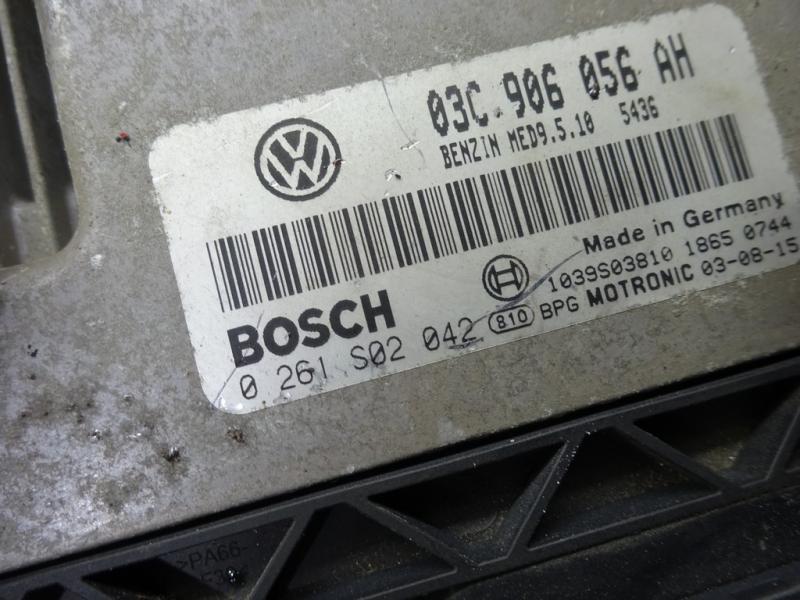 03C 906 056 AH
BENZIN MED9.5.10 5436
Made in Germany
1039S03810 1865 0744
BOSCH
810 BPG MOTRONIC 03-08-15
0 261 S02 042
>PA66-